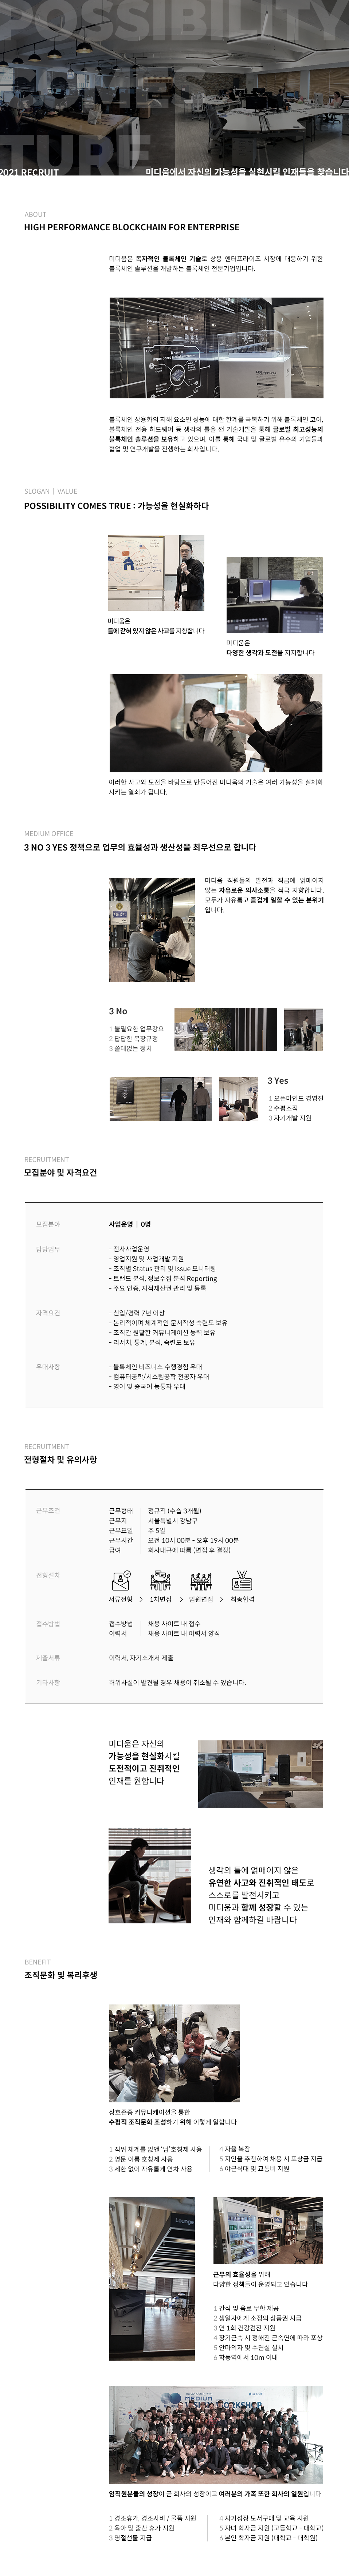 POSSIBILITY
COMES
TURE
2021 RECRUIT
미디움에서 자신의 가능성을 실현시킬 인재들을 찾습니다
ABOUT
HIGH PERFORMANCE BLOCKCHAIN FOR ENTERPRISE
미디움은 독자적인 블록체인 기술로 상용 엔터프라이즈 시장에 대응하기 위한
블록체인 솔루션을 개발하는 블록체인 전문기업입니다.
블록체인 상용화의 저해 요소인 성능에 대한 한계를 극복하기 위해 블록체인 코어,
블록체인 전용 하드웨어 등 생각의 틀을 깬 기술개발을 통해 글로벌 최고성능의
블록체인 솔루션을 보유하고 있으며, 이를 통해 국내 및 글로벌 유수의 기업들과
협업 및 연구개발을 진행하는 회사입니다.
SLOGAN | VALUE
POSSIBILITY COMES TRUE : 가능성을 현실화하다
미디움은
틀에 갇혀 있지 않은 사고를 지향합니다
미디움은
다양한 생각과 도전을 지지합니다
이러한 사고와 도전을 바탕으로 만들어진 미디움의 기술은 여러 가능성을 실체화
시키는 열쇠가 됩니다.
MEDIUM OFFICE
3 NO 3 YES 정책으로 업무의 효율성과 생산성을 최우선으로 합니다
미디움 직원들의 발전과 직급에 얽매이지
않는 자유로운 의사소통을 적극 지향합니다.
모두가 자유롭고 즐겁게 일할 수 있는 분위기
입니다.
3 No
1 불필요한 업무강요
2 답답한 복장규정
3 쓸데없는 정치
3 Yes
1 오픈마인드 경영진
2 수평조직
3 자기개발 지원
RECRUITMENT
모집분야 및 자격요건
모집분야
사업운영 | 0명
담당업무
- 전사사업운영
- 영업지원 및 사업개발 지원
- 조직별 Status 관리 및 Issue 모니터링
- 트랜드 분석, 정보수집 분석 Reporting
- 주요 인증, 지적재산권 관리 및 등록
자격요건
- 신입/경력 7년 이상
- 논리적이며 체계적인 문서작성 숙련도 보유
- 조직간 원활한 커뮤니케이션 능력 보유
- 리서치, 통계, 분석, 숙련도 보유
우대사항
- 블록체인 비즈니스 수행경험 우대
- 컴퓨터공학/시스템공학 전공자 우대
- 영어 및 중국어 능통자 우대
RECRUITMENT
전형절차 및 유의사항
근무조건
근무형태 정규직 (수습 3개월)
근무지 서울특별시 강남구
근무요일 주 5일
근무시간 오전 10시 00분 - 오후 19시 00분
급여 회사내규에 따름 (면접 후 결정)
전형절차
서류전형 > 1차면접 > 임원면접 > 최종합격
접수방법
접수방법 채용 사이트 내 접수
이력서 채용 사이트 내 이력서 양식
제출서류
이력서, 자기소개서 제출
기타사항
허위사실이 발견될 경우 채용이 취소될 수 있습니다.
미디움은 자신의
가능성을 현실화시킬
도전적이고 진취적인
인재를 원합니다
생각의 틀에 얽매이지 않은
유연한 사고와 진취적인 태도로
스스로를 발전시키고
미디움과 함께 성장할 수 있는
인재와 함께하길 바랍니다
BENEFIT
조직문화 및 복리후생
상호존중 커뮤니케이션을 통한
수평적 조직문화 조성하기 위해 이렇게 일합니다
1 직위 체계를 없앤 '님'호칭제 사용
2 영문 이름 호칭제 사용
3 제한 없이 자유롭게 연차 사용
4 자율 복장
5 지인을 추천하여 채용 시 포상금 지급
6 야근식대 및 교통비 지원
Lounge
근무의 효율성을 위해
다양한 정책들이 운영되고 있습니다
1 간식 및 음료 무한 제공
2 생일자에게 소정의 상품권 지급
3 연 1회 건강검진 지원
4 장기근속 시 정해진 근속연에 따라 포상
5 안마의자 및 수면실 설치
6 학동역에서 10m 이내
MEDIUM
WORKSHOP
임직원분들의 성장이 곧 회사의 성장이고 여러분의 가족 또한 회사의 일원입니다
1 경조휴가, 경조사비 / 물품 지원
2 육아 및 출산 휴가 지원
3 명절선물 지급
4 자기성장 도서구매 및 교육 지원
5 자녀 학자금 지원 (고등학교 - 대학교)
6 본인 학자금 지원 (대학교 - 대학원)